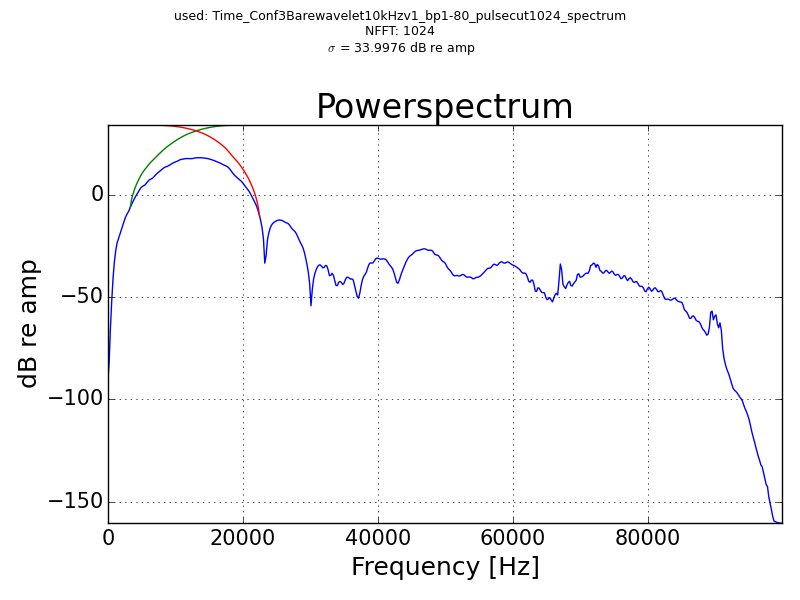 used: Time_Conf3Barewavelet10kHzv1_bp1-80_pulsecut1024_spectrum
NFFT: 1024
σ = 33.9976 dB re amp
Powerspectrum
0
−50
−100
−150
dB re amp
0 20000 40000 60000 80000
Frequency [Hz]